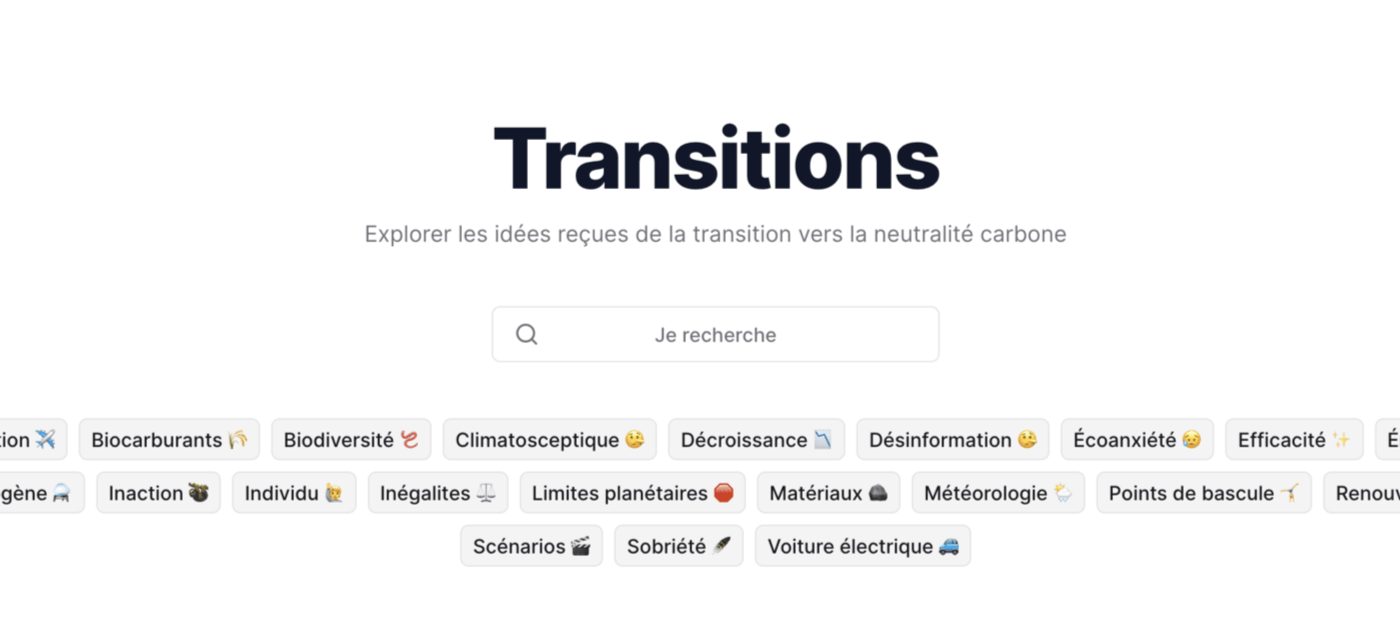 Transitions
Explorer les idées reçues de la transition vers la neutralité carbone
Je recherche
tion ✈️ Biocarburants 🌾 Biodiversité 🪱 Climatosceptique 🤨 Décroissance 📉 Désinformation 🤥 Écoanxiété 😥 Efficacité ✨ É
gène Inaction 💣 Individu 🙋 Inégalites ⚖️ Limites planétaires 🛑 Matériaux 🪨 Météorologie 🌦️ Points de bascule 🤸 Renouv
Scénarios 🎬 Sobriété 🪶 Voiture électrique 🚙